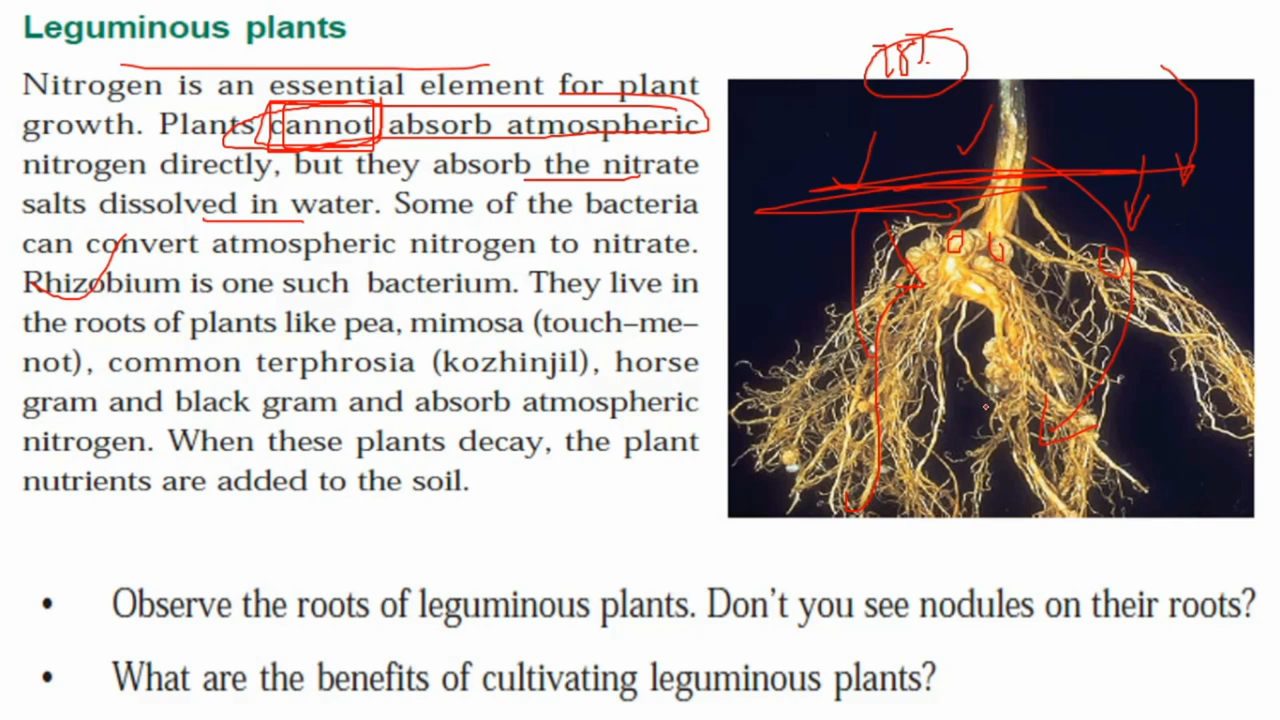 Leguminous plants
Nitrogen is an essential element for plant
growth. Plants cannot absorb atmospheric
nitrogen directly, but they absorb the nitrate
salts dissolved in water. Some of the bacteria
can convert atmospheric nitrogen to nitrate.
Rhizobium is one such bacterium. They live in
the roots of plants like pea, mimosa (touch–me–
not), common terphrosia (kozhinjil), horse
gram and black gram and absorb atmospheric
nitrogen. When these plants decay, the plant
nutrients are added to the soil.
78%
• Observe the roots of leguminous plants. Don't you see nodules on their roots?
• What are the benefits of cultivating leguminous plants?